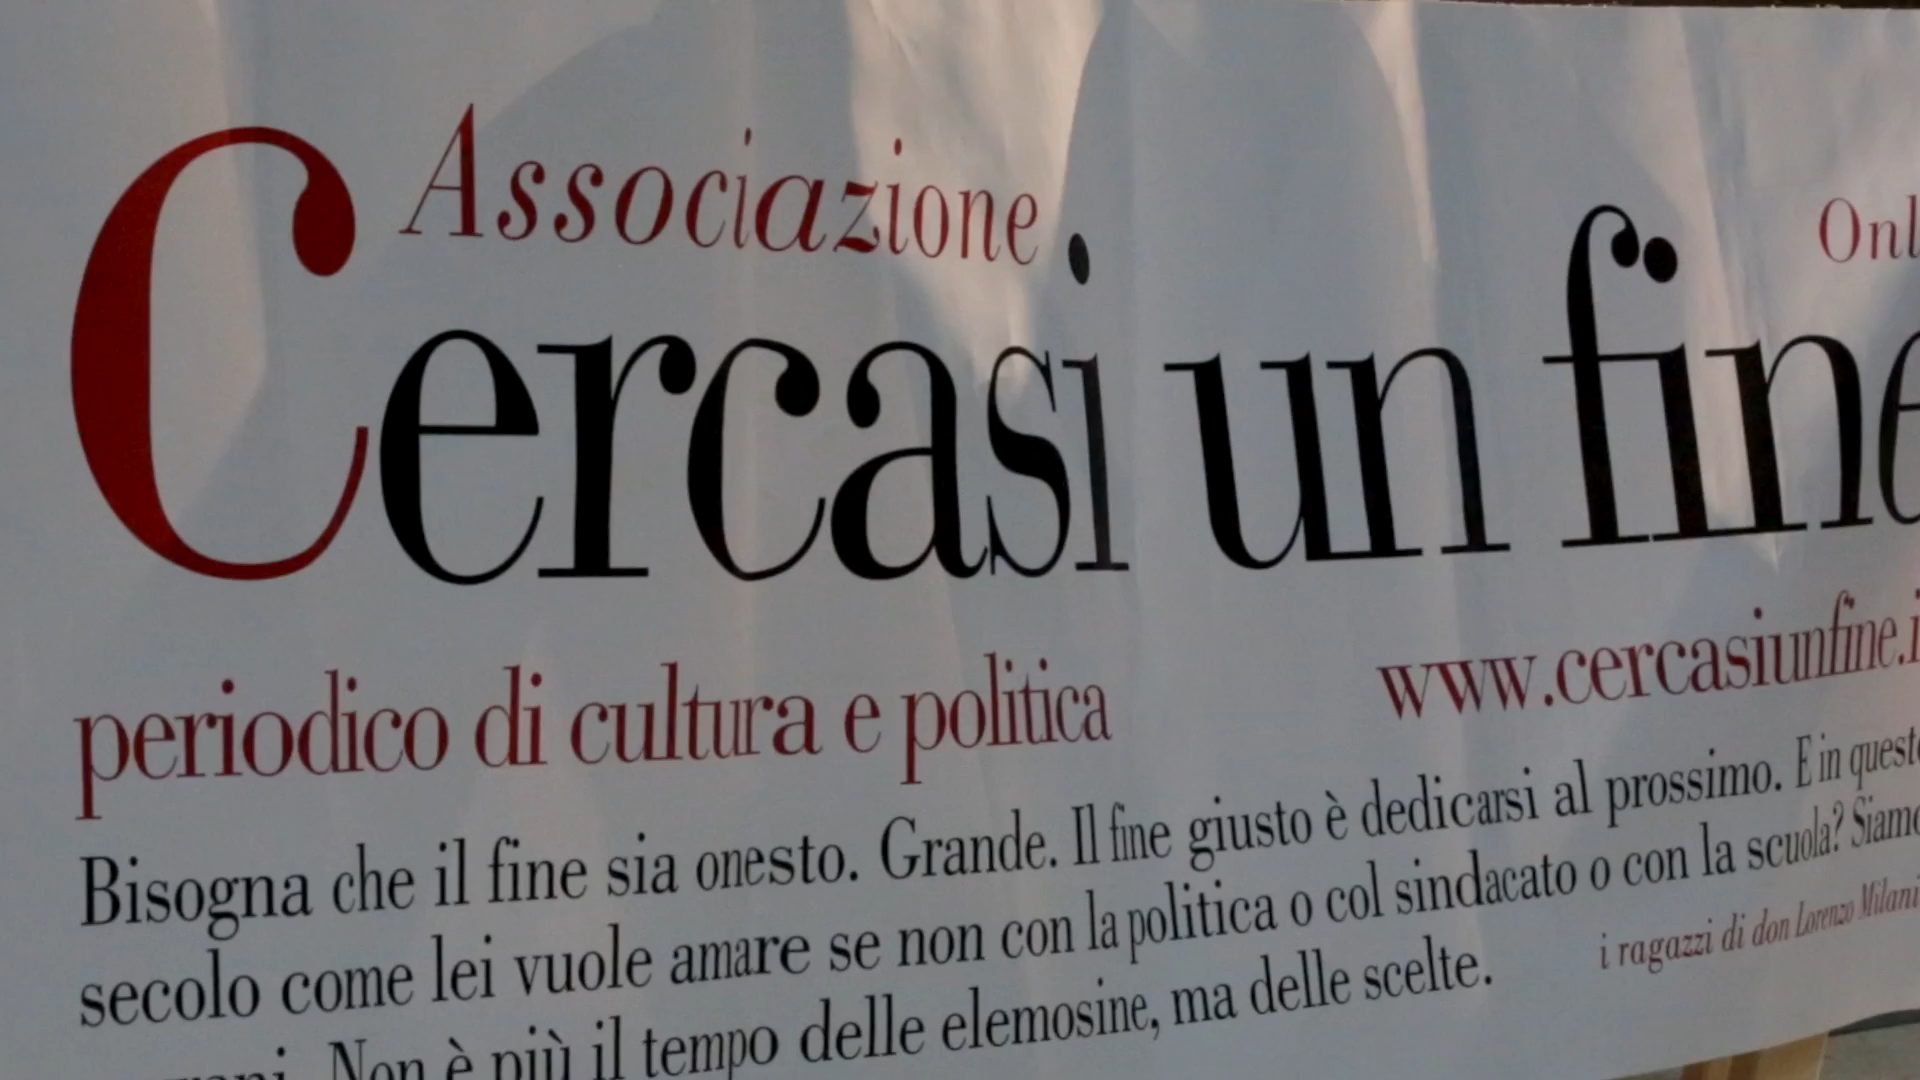 Associazione
Onl
Cercasi un fine
periodico di cultura e politica
www.cercasiunfine.i
Bisogna che il fine sia onesto. Grande. Il fine giusto è dedicarsi al prossimo. E in questo
secolo come lei vuole amare se non con la politica o col sindacato o con la scuola? Siamo
Non è più il tempo delle elemosine, ma delle scelte.
i ragazzi di don Lorenzo Milani